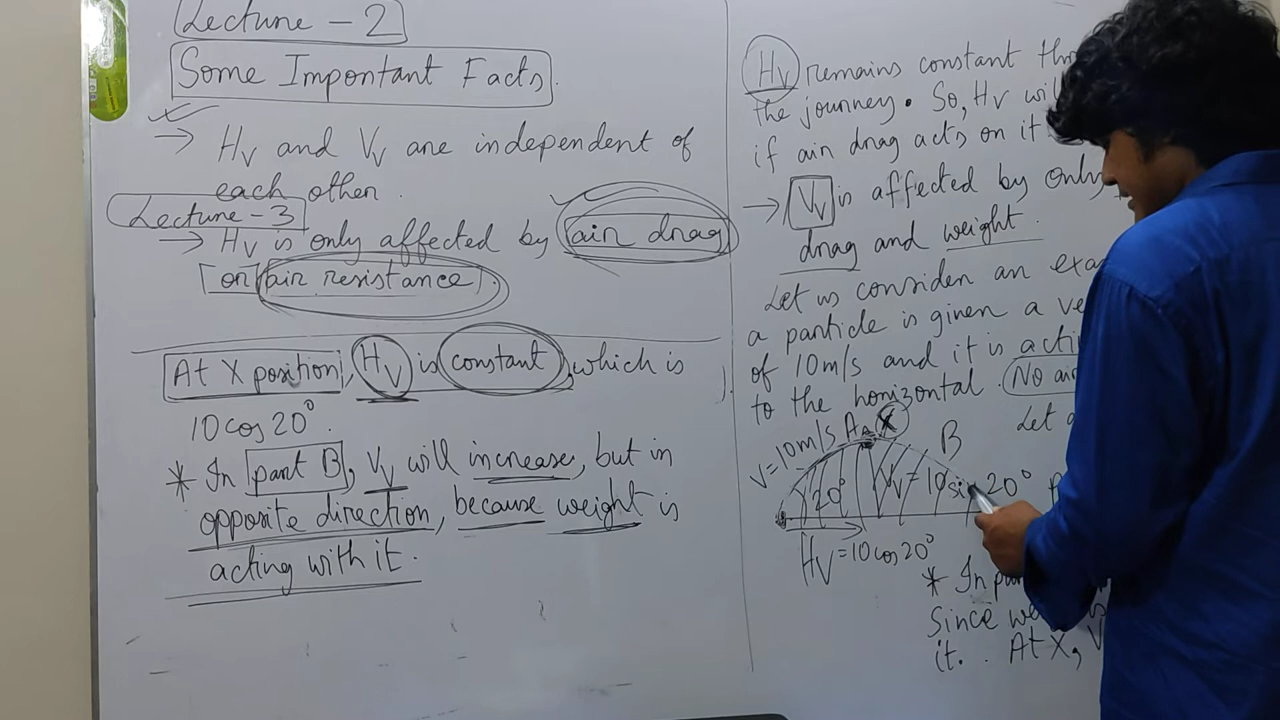 Lecture - 2
Some Important Facts.
→ Hv and Vv are independent of
each other.
Lecture - 3
→ Hv is only affected by air drag
or air resistance.
At X position, Hv is constant, which is
10 cos 20°.
* In part B, Vv will increase, but in
opposite direction, because weight is
acting with it.
Hv remains constant
the journey. So, Hv
if air drag acts on it
→ Vv is affected by only
drag and weight.
Let us consider an
a particle is given a
of 10m/s and it is
to the horizontal. No air
Let
V=10m/s A X B
20° Vv = 10 sin 20°
Hv = 10 cos 20°
* In
Since
it. At X,